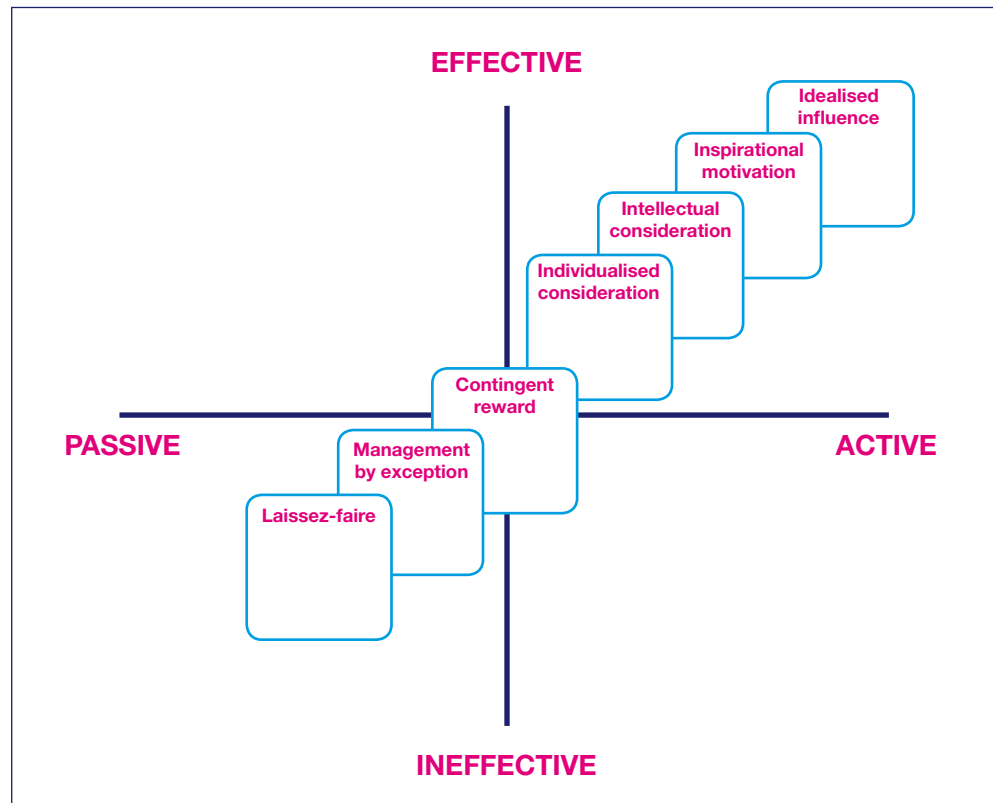 EFFECTIVE
Idealised
influence
Inspirational
motivation
Intellectual
consideration
Individualised
consideration
Contingent
reward
PASSIVE
ACTIVE
Management
by exception
Laissez-faire
INEFFECTIVE